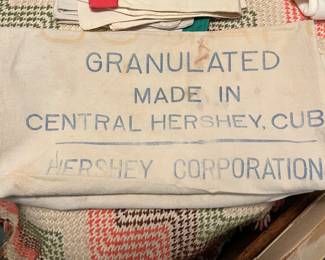 GRANULATED
MADE IN
CENTRAL HERSHEY, CUB
HERSHEY CORPORATION